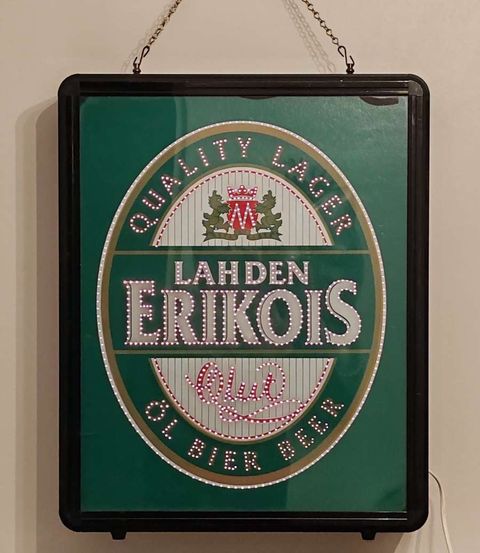 QUALITY LAGER
M
LAHDEN
ERIKOIS
Olut
ÖL BIER BEER